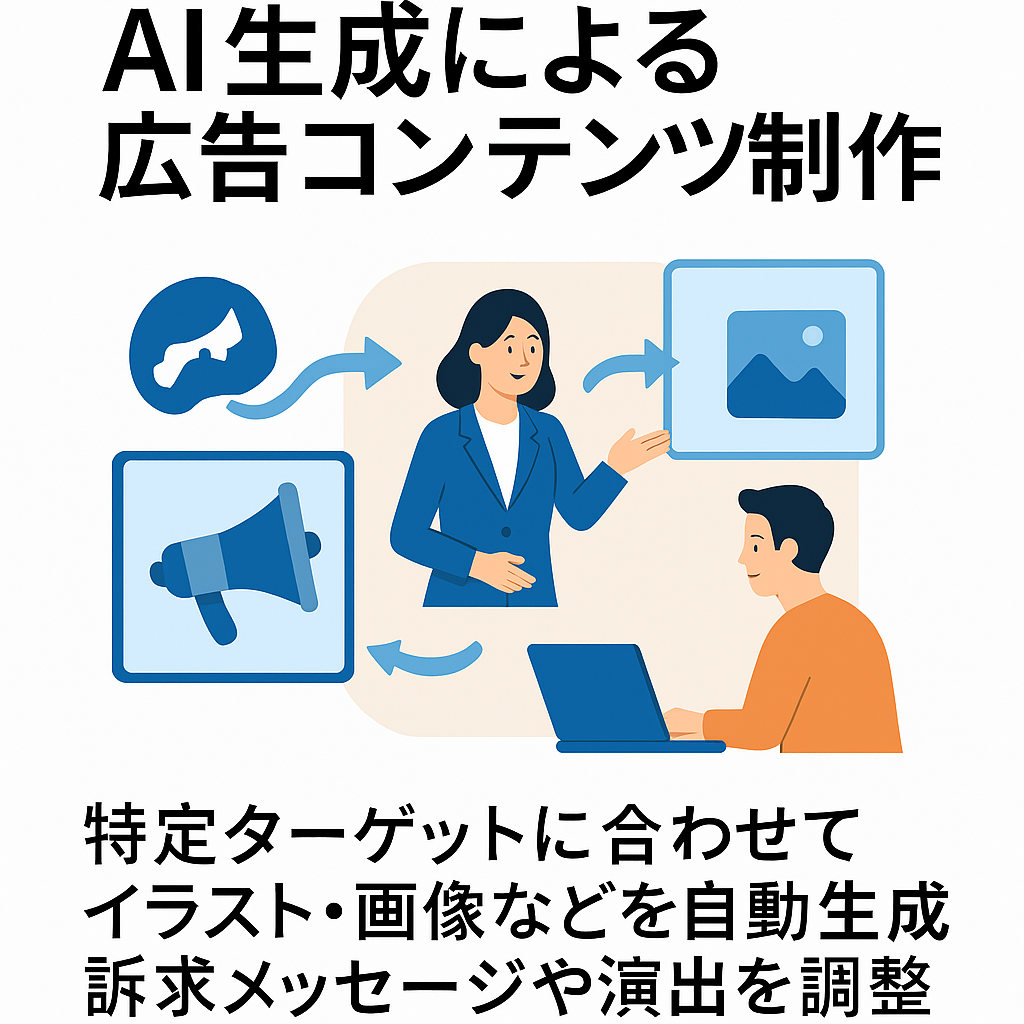 AI生成による
広告コンテンツ制作
特定ターゲットに合わせて
イラスト・画像などを自動生成
訴求メッセージや演出を調整